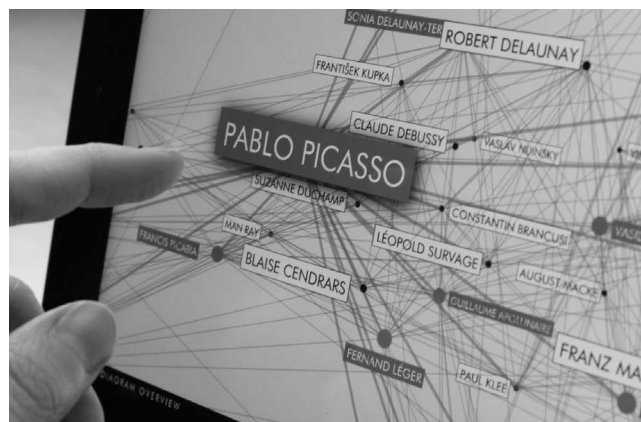 SONIA DELAUNAY-TER
ROBERT DELAUNAY
FRANTIŠEK KUPKA
CLAUDE DEBUSSY
VASLAV NIJINSKY
PABLO PICASSO
SUZANNE DUCHAMP
CONSTANTIN BRANCUSI
MAN RAY
FRANCIS PICABIA
LÉOPOLD SURVAGE
BLAISE CENDRARS
AUGUST MACKE
GUILLAUME APOLLINAIRE
FERNAND LÉGER
FRANZ MA
PAUL KLEE
DIAGRAM OVERVIEW